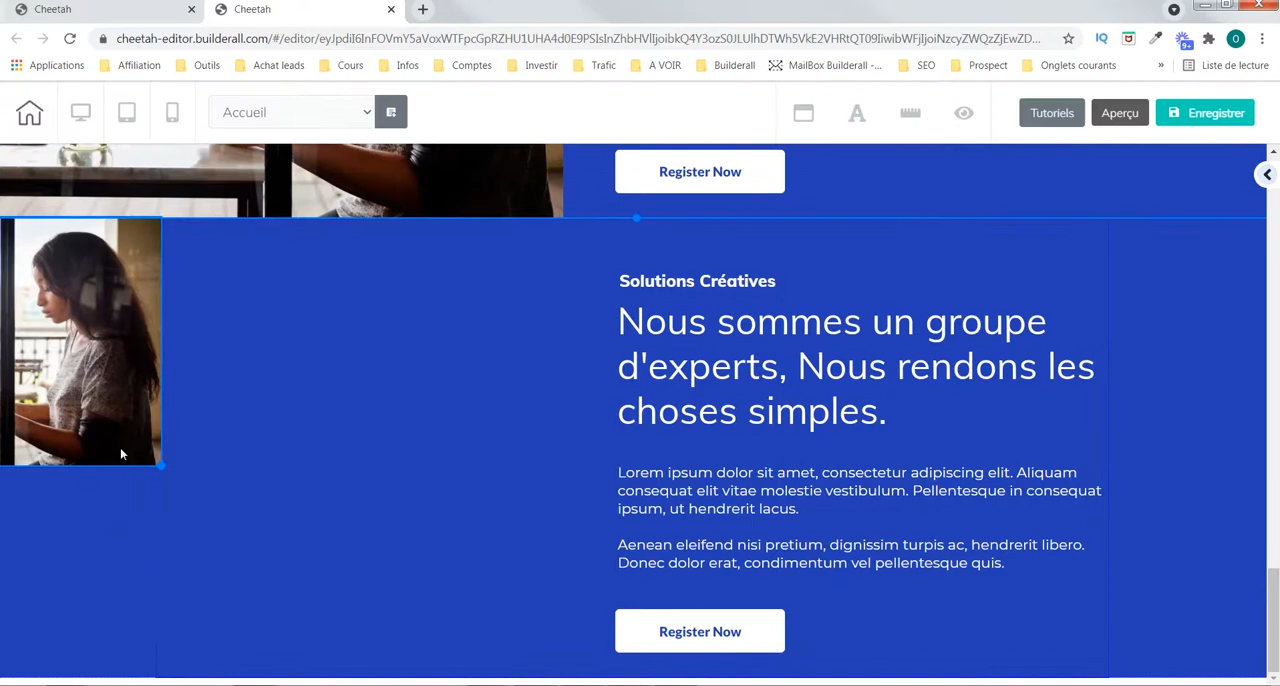 Cheetah
Cheetah
cheetah-editor.builderall.com/#/editor/
Applications
Affiliation
Outils
Achat leads
Cours
Infos
Comptes
Investir
Trafic
A VOIR
Builderall
MailBox Builderall -...
SEO
Prospect
Onglets courants
»
Liste de lecture
IQ
9+
O
Accueil
A
Tutoriels
Aperçu
Enregistrer
Register Now
Solutions Créatives
Nous sommes un groupe
d'experts, Nous rendons les
choses simples.
Lorem ipsum dolor sit amet, consectetur adipiscing elit. Aliquam
consequat elit vitae molestie vestibulum. Pellentesque in consequat
ipsum, ut hendrerit lacus.
Aenean eleifend nisi pretium, dignissim turpis ac, hendrerit libero.
Donec dolor erat, condimentum vel pellentesque quis.
Register Now